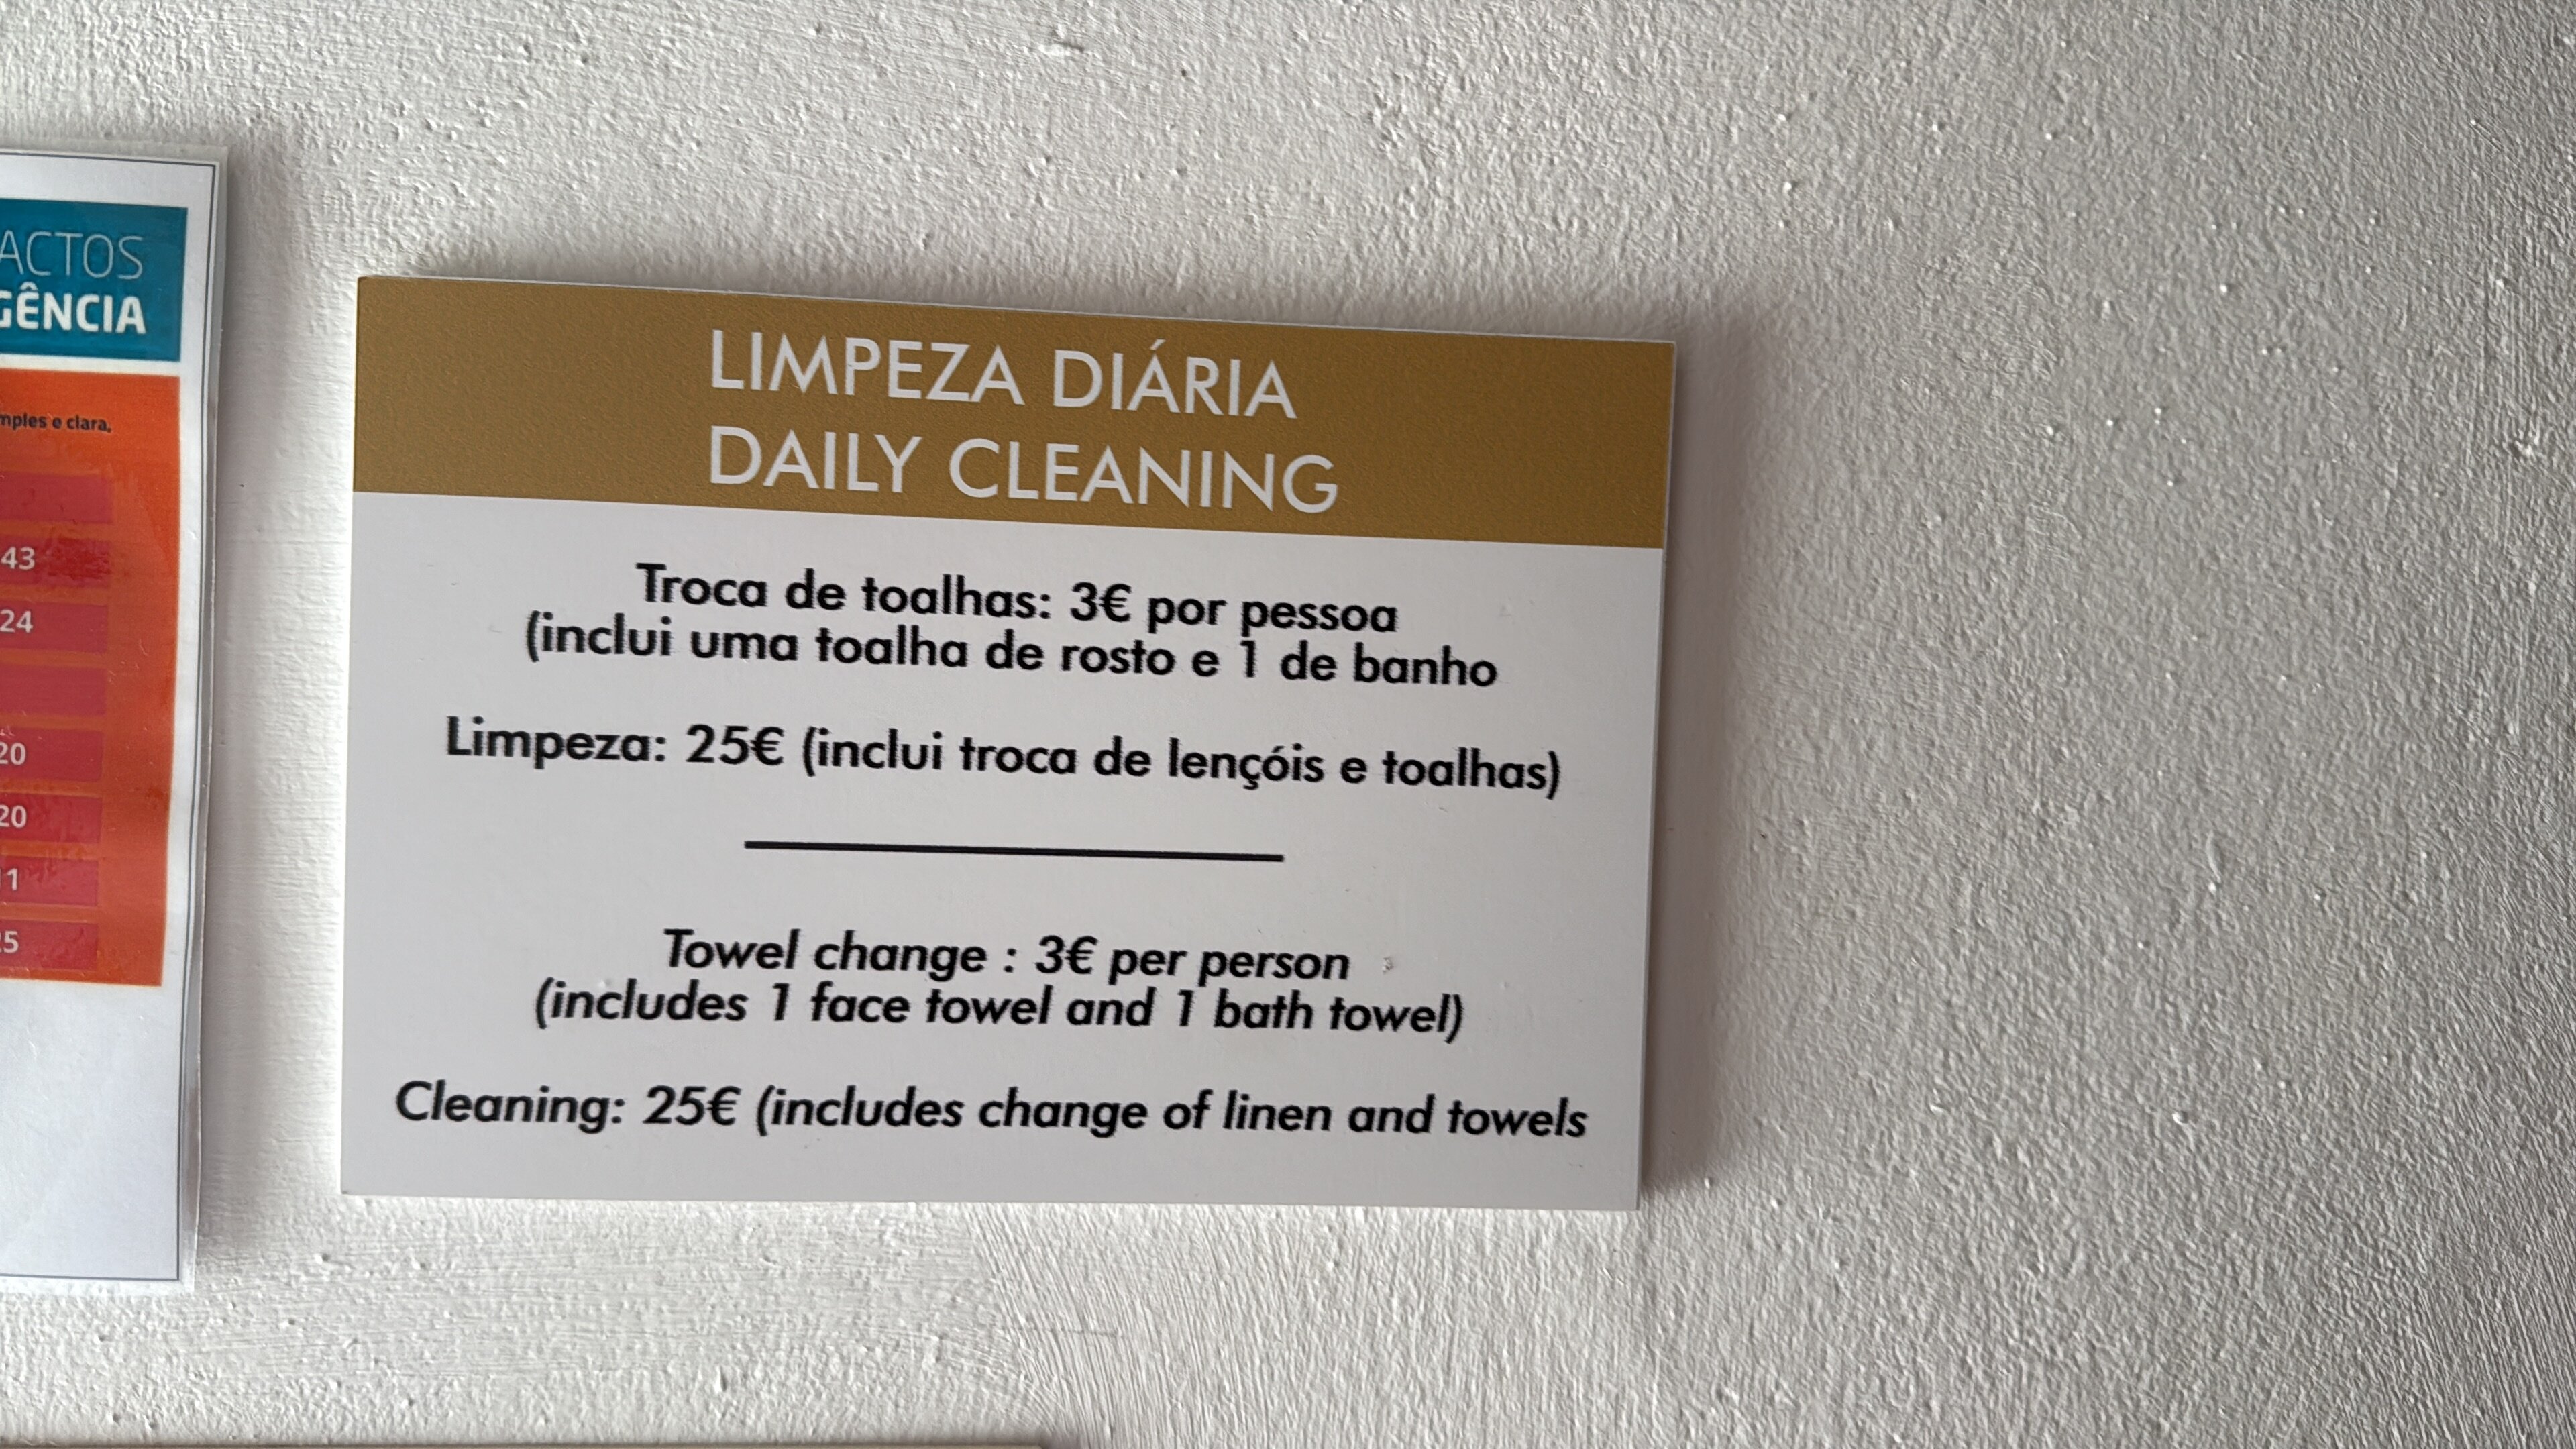 ACTOS
GÊNCIA
mples e clara,
43
24
20
20
11
25
LIMPEZA DIÁRIA
DAILY CLEANING
Troca de toalhas: 3€ por pessoa
(inclui uma toalha de rosto e 1 de banho
Limpeza: 25€ (inclui troca de lençóis e toalhas)
Towel change : 3€ per person
(includes 1 face towel and 1 bath towel)
Cleaning: 25€ (includes change of linen and towels